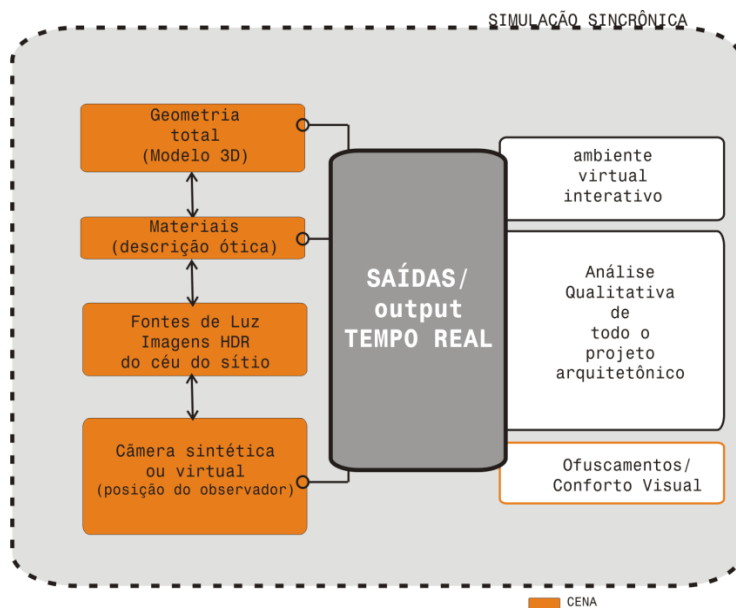 SIMULAÇÃO SINCRÔNICA
Geometria
total
(Modelo 3D)
Materiais
(descrição ótica)
Fontes de Luz
Imagens HDR
do céu do sítio
Câmera sintética
ou virtual
(posição do observador)
SAÍDAS/
output
TEMPO REAL
ambiente
virtual
interativo
Análise
Qualitativa
de
todo o
projeto
arquitetônico
Ofuscamentos/
Conforto Visual
CENA